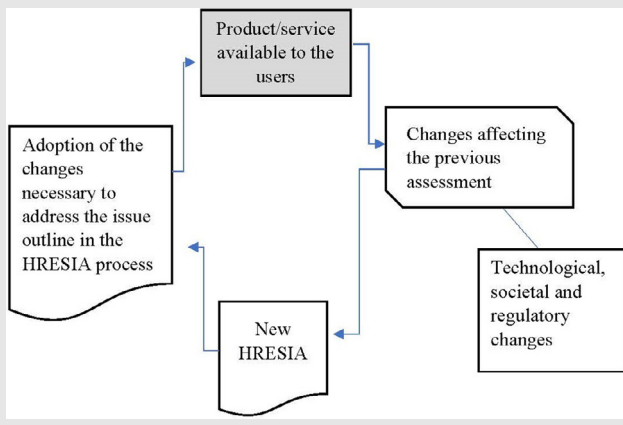 Product/service
available to the
users
Changes affecting
the previous
assessment
Technological,
societal and
regulatory
changes
New
HRESIA
Adoption of the
changes
necessary to
address the issue
outline in the
HRESIA process